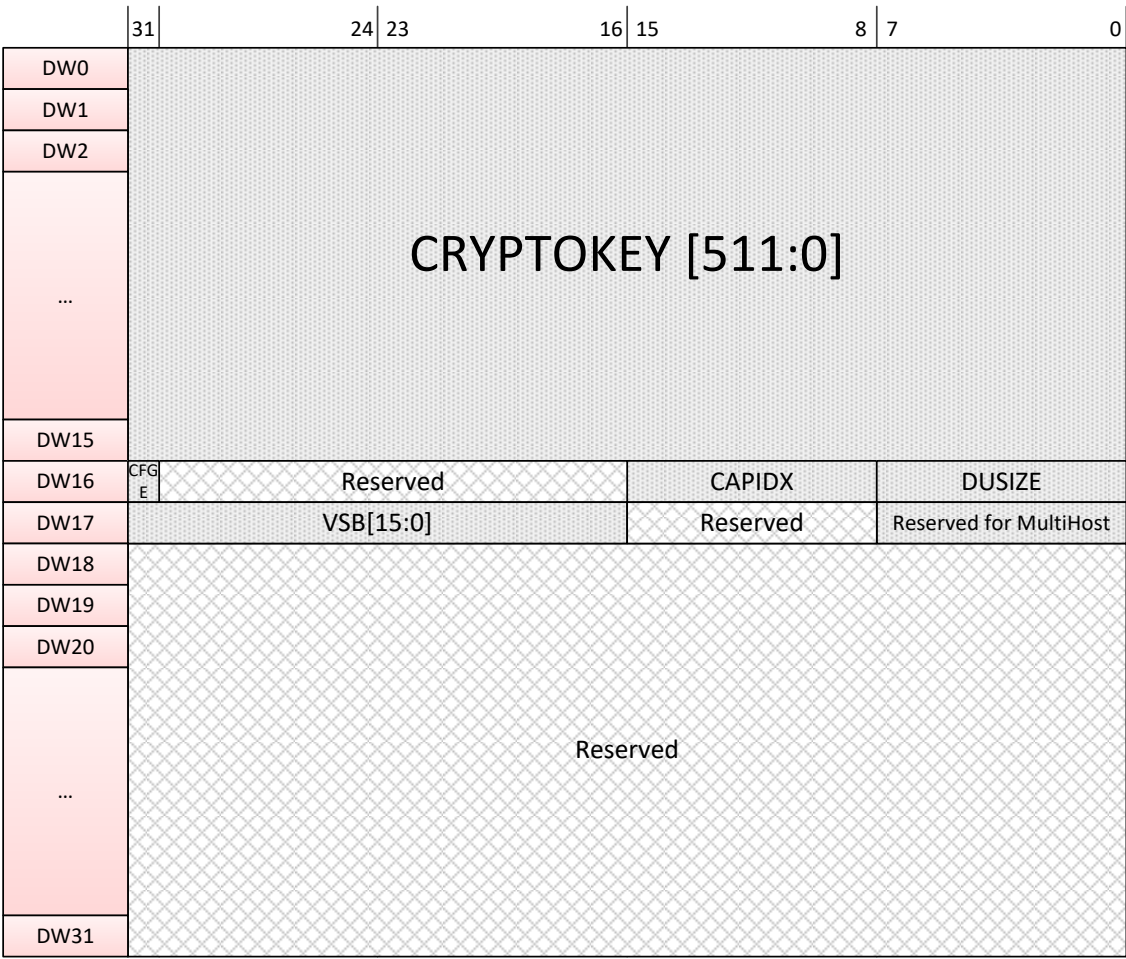 31 24 23 16 15 8 7 0
DW0
DW1
DW2
CRYPTOKEY [511:0]
...
DW15
DW16 CFG E Reserved CAPIDX DUSIZE
DW17 VSB[15:0] Reserved Reserved for MultiHost
DW18
DW19
DW20
Reserved
...
DW31